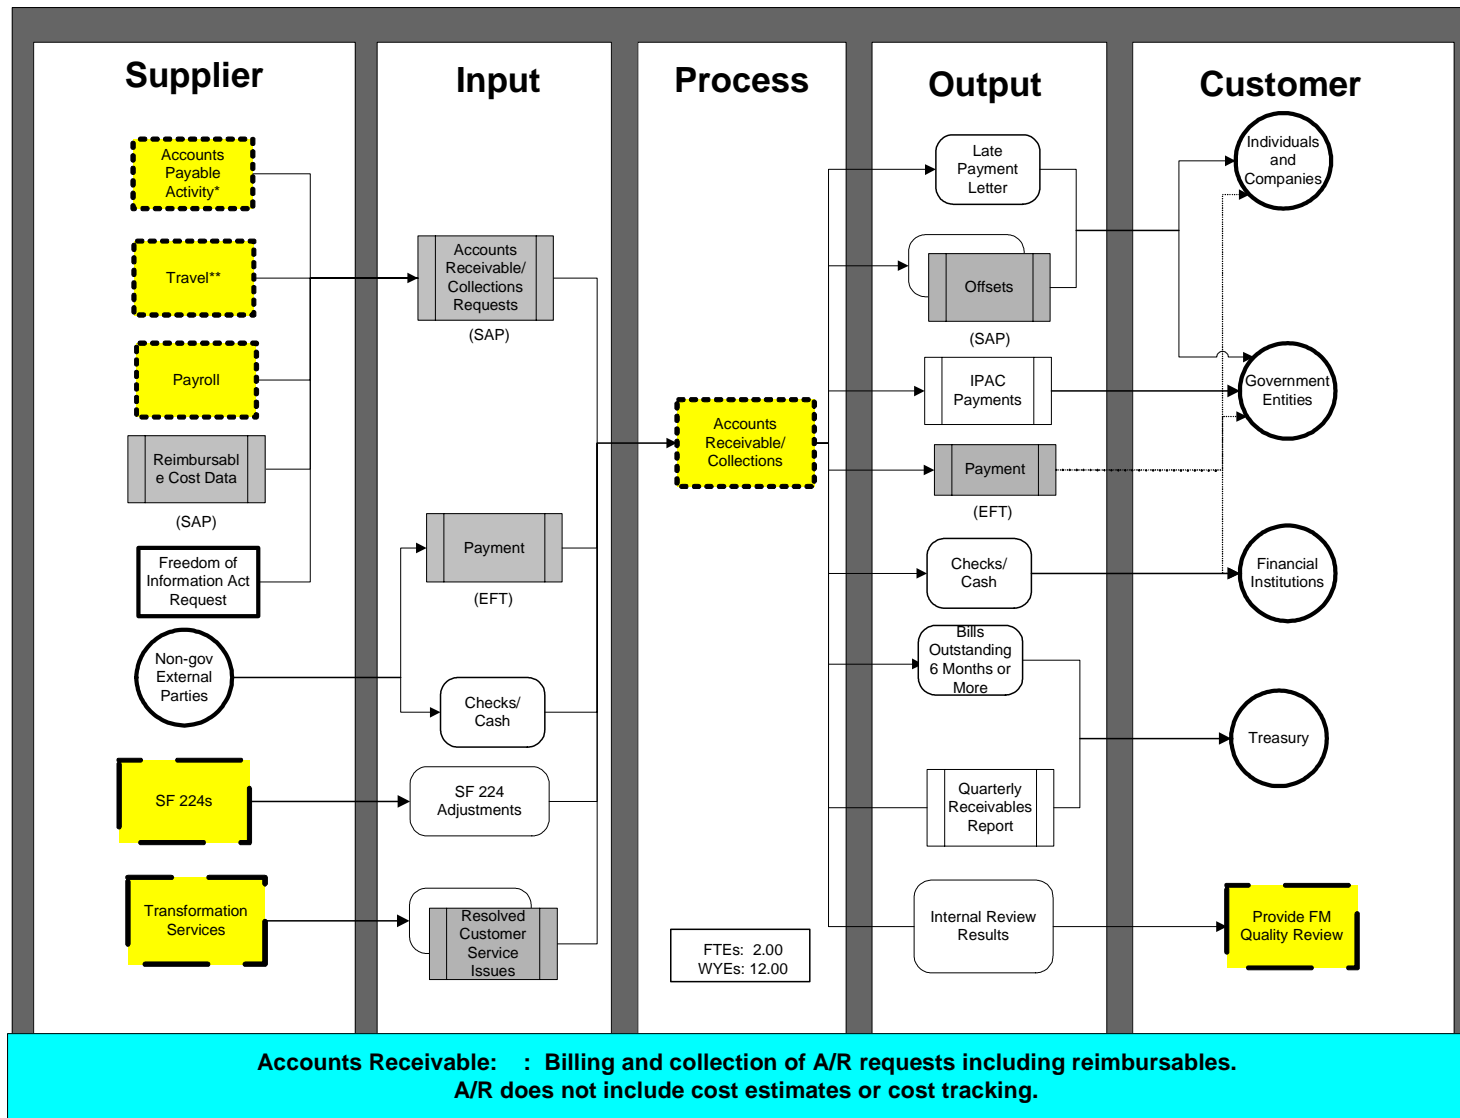 Supplier
Input
Process
Output
Customer
Accounts
Payable
Activity*
Travel**
Payroll
Reimbursabl
e Cost Data
(SAP)
Freedom of
Information Act
Request
Non-gov
External
Parties
SF 224s
Transformation
Services
Accounts
Receivable/
Collections
Requests
(SAP)
Payment
(EFT)
Checks/
Cash
SF 224
Adjustments
Resolved
Customer
Service
Issues
Accounts
Receivable/
Collections
FTEs: 2.00
WYEs: 12.00
Late
Payment
Letter
Offsets
(SAP)
IPAC
Payments
Payment
(EFT)
Checks/
Cash
Bills
Outstanding
6 Months or
More
Quarterly
Receivables
Report
Internal Review
Results
Individuals
and
Companies
Government
Entities
Financial
Institutions
Treasury
Provide FM
Quality Review
Accounts Receivable: : Billing and collection of A/R requests including reimbursables.
A/R does not include cost estimates or cost tracking.